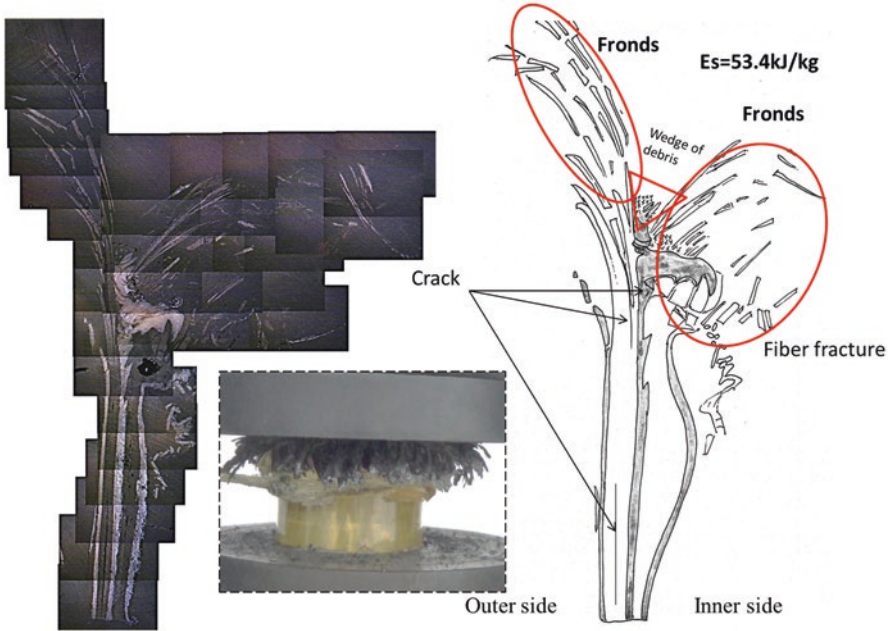 Fronds
Es=53.4kJ/kg
Fronds
Wedge of
debris
Crack
Fiber fracture
Outer side
Inner side